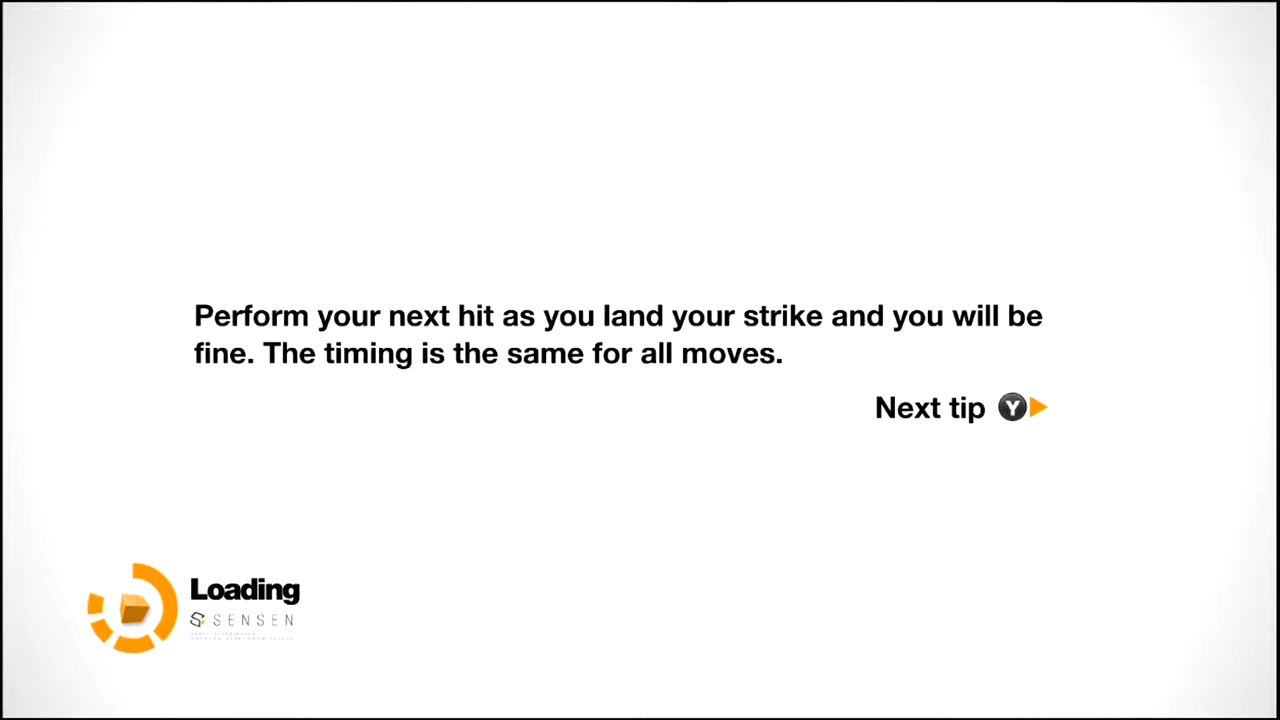 Perform your next hit as you land your strike and you will be
fine. The timing is the same for all moves.
Next tip Y
Loading
SENSEN